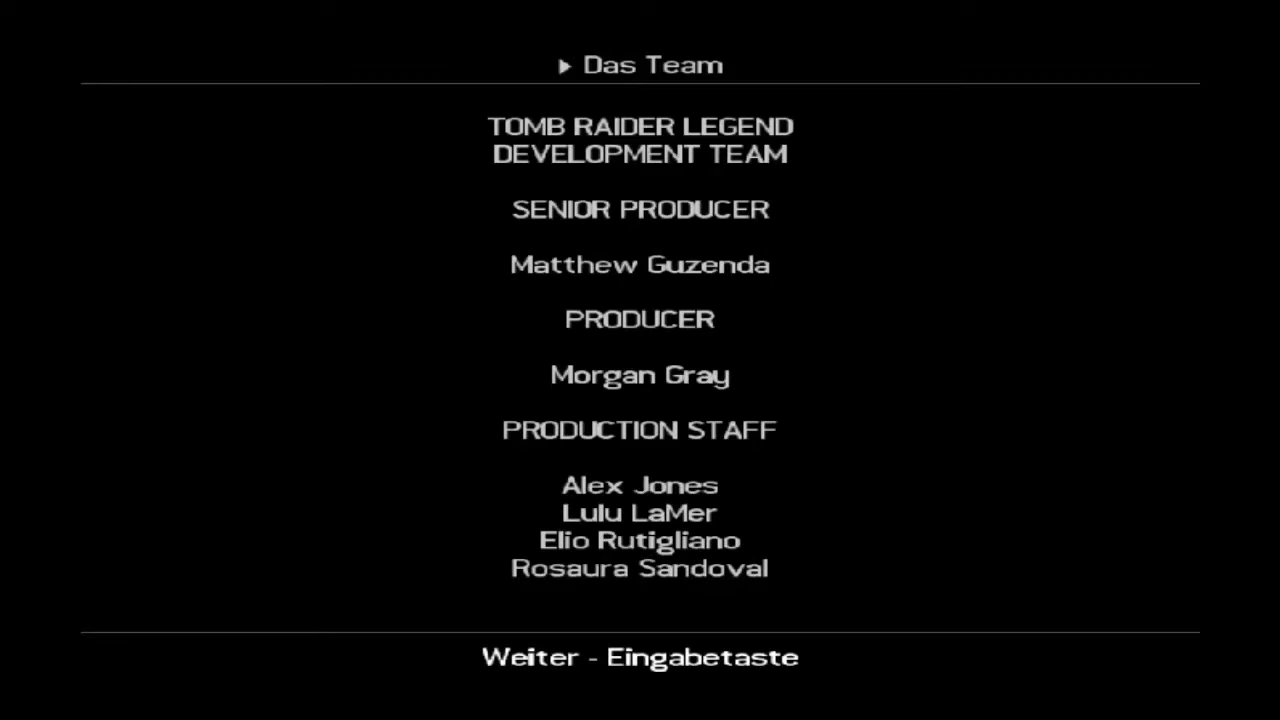 Das Team
TOMB RAIDER LEGEND
DEVELOPMENT TEAM
SENIOR PRODUCER
Matthew Guzenda
PRODUCER
Morgan Gray
PRODUCTION STAFF
Alex Jones
Lulu LaMer
Elio Rutigliano
Rosaura Sandoval
Weiter - Eingabetaste